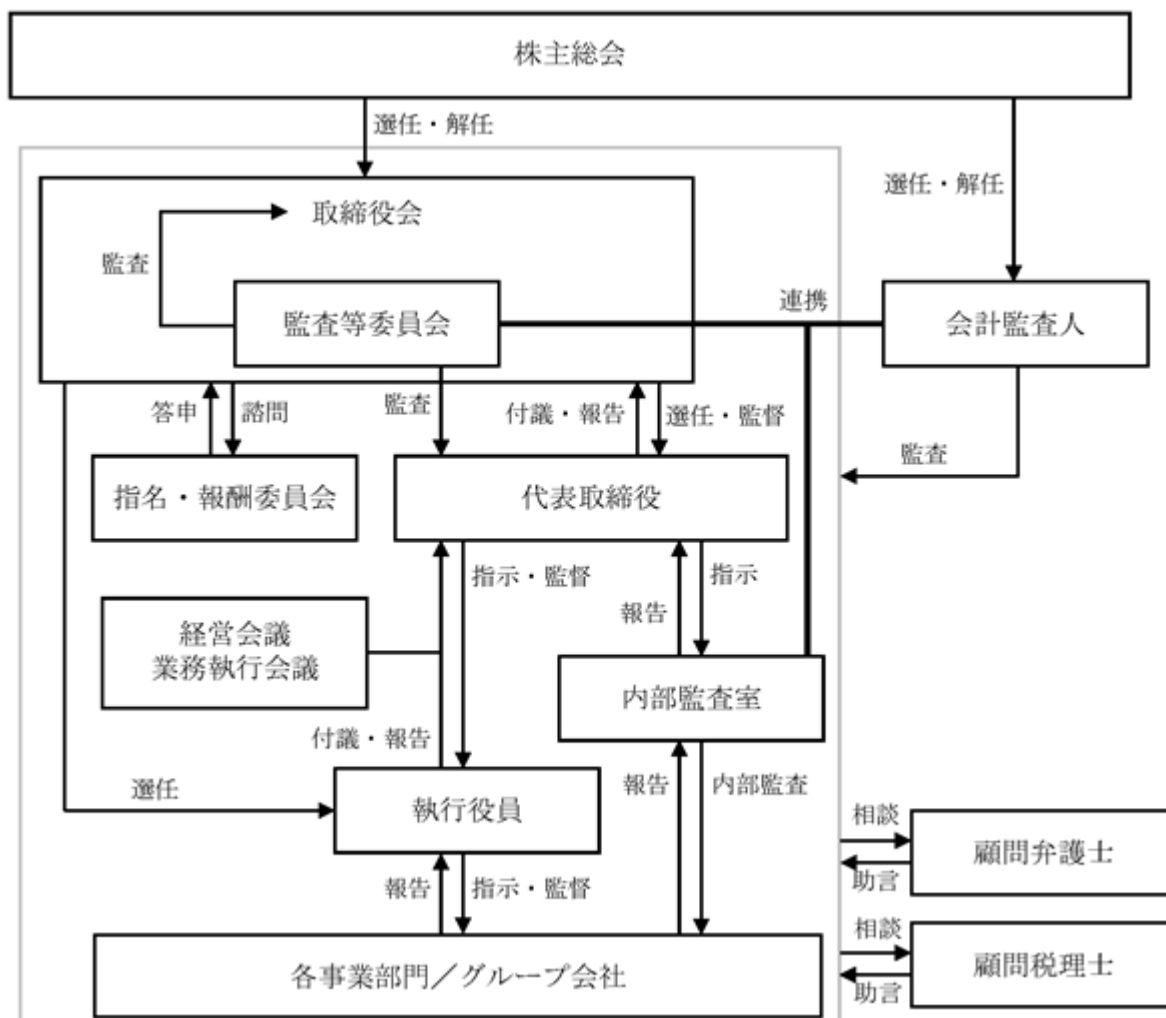 株主総会
選任・解任
選任・解任
取締役会
監査
監査等委員会
連携
会計監査人
答申
諮問
監査
付議・報告
選任・監督
監査
指名・報酬委員会
代表取締役
指示・監督
指示
報告
経営会議
業務執行会議
内部監査室
付議・報告
選任
執行役員
報告
内部監査
相談
顧問弁護士
助言
報告
指示・監督
相談
顧問税理士
助言
各事業部門／グループ会社